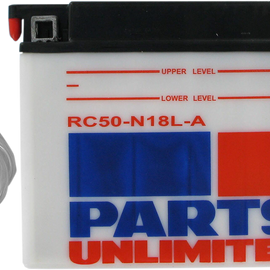 UPPER LEVEL
LOWER LEVEL
RC50-N18L-A
PARTS
UNLIMITE